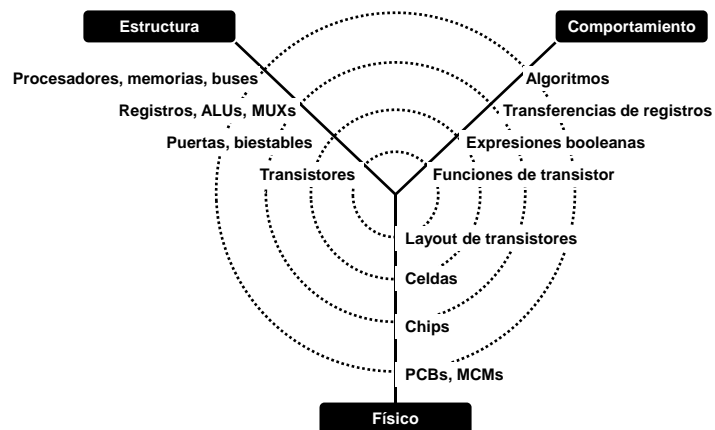 Estructura
Comportamiento
Procesadores, memorias, buses
Algoritmos
Registros, ALUs, MUXs
Transferencias de registros
Puertas, biestables
Expresiones booleanas
Transistores
Funciones de transistor
Layout de transistores
Celdas
Chips
PCBs, MCMs
Físico